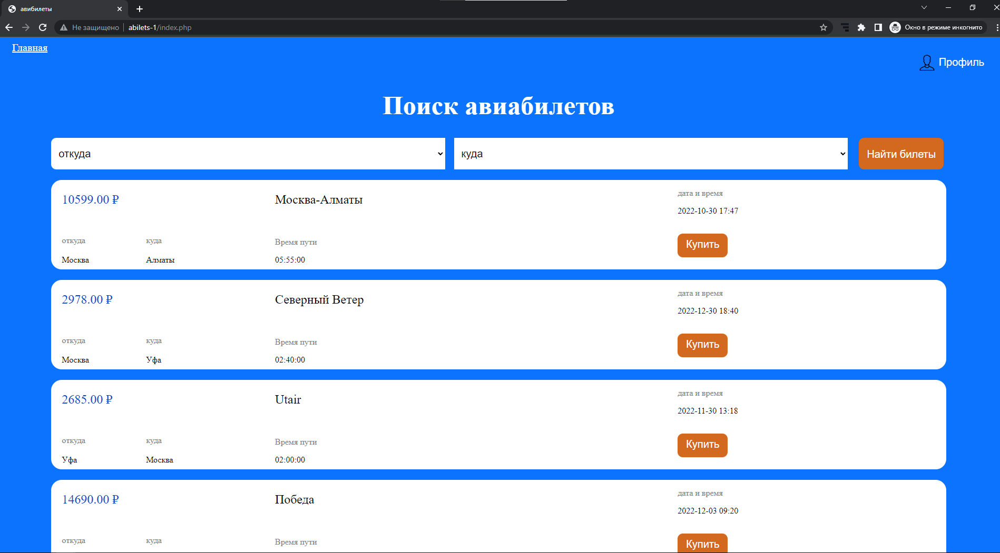 авибилеты
Не защищено abilets-1/index.php Окно в режиме инкогнито
Главная
Профиль
Поиск авиабилетов
откуда куда Найти билеты
10599.00 ₽ Москва-Алматы дата и время
2022-10-30 17:47
откуда куда Время пути Купить
Москва Алматы 05:55:00
2978.00 ₽ Северный Ветер дата и время
2022-12-30 18:40
откуда куда Время пути Купить
Москва Уфа 02:40:00
2685.00 ₽ Utair дата и время
2022-11-30 13:18
откуда куда Время пути Купить
Уфа Москва 02:00:00
14690.00 ₽ Победа дата и время
2022-12-03 09:20
откуда куда Время пути Купить